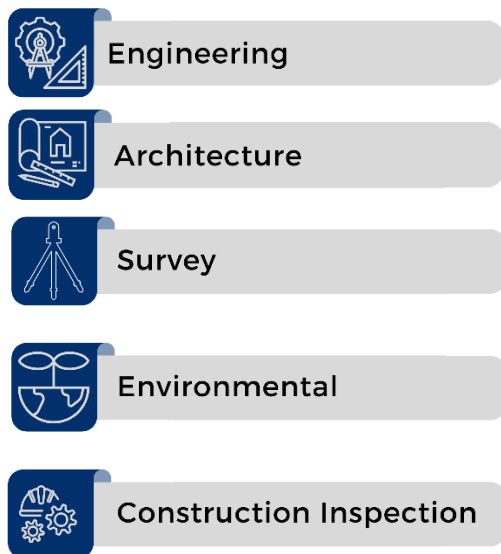 Engineering
Architecture
Survey
Environmental
Construction Inspection